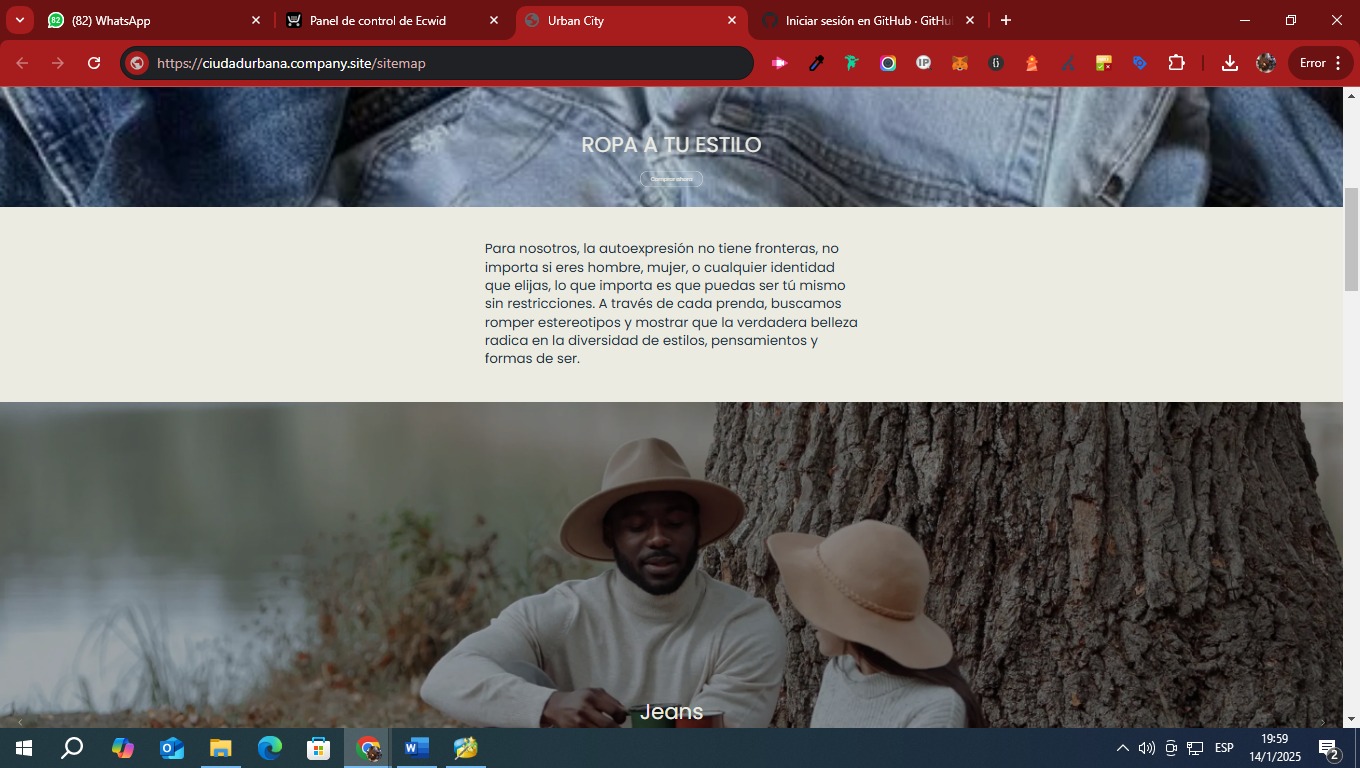 (82) WhatsApp
Panel de control de Ecwid
Urban City
Iniciar sesión en GitHub · GitHu
https://ciudadurbana.company.site/sitemap
Error
ROPA A TU ESTILO
Comprar ahora
Para nosotros, la autoexpresión no tiene fronteras, no
importa si eres hombre, mujer, o cualquier identidad
que elijas, lo que importa es que puedas ser tú mismo
sin restricciones. A través de cada prenda, buscamos
romper estereotipos y mostrar que la verdadera belleza
radica en la diversidad de estilos, pensamientos y
formas de ser.
Jeans
ESP
19:59
14/1/2025
2